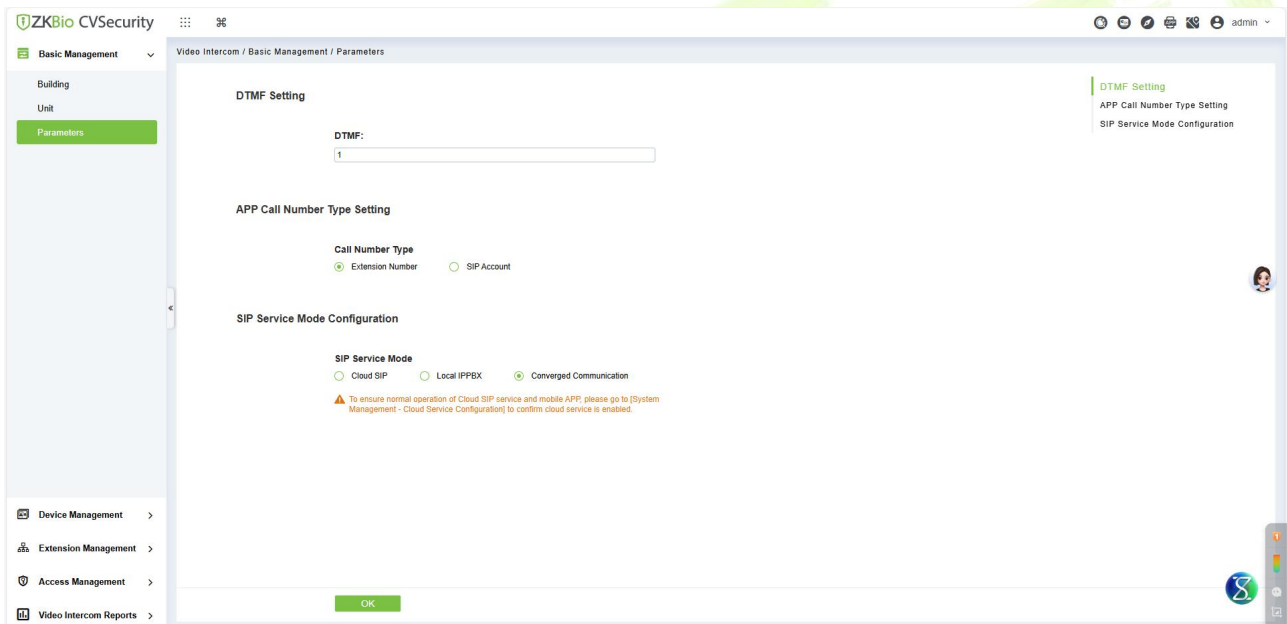 ZKBio CVSecurity
admin
Basic Management
Building
Unit
Parameters
Device Management
Extension Management
Access Management
Video Intercom Reports
Video Intercom / Basic Management / Parameters
DTMF Setting
DTMF:
1
APP Call Number Type Setting
Call Number Type
Extension Number
SIP Account
SIP Service Mode Configuration
SIP Service Mode
Cloud SIP
Local IPPBX
Converged Communication
To ensure normal operation of Cloud SIP service and mobile APP, please go to [System
Management - Cloud Service Configuration] to confirm cloud service is enabled.
OK
DTMF Setting
APP Call Number Type Setting
SIP Service Mode Configuration